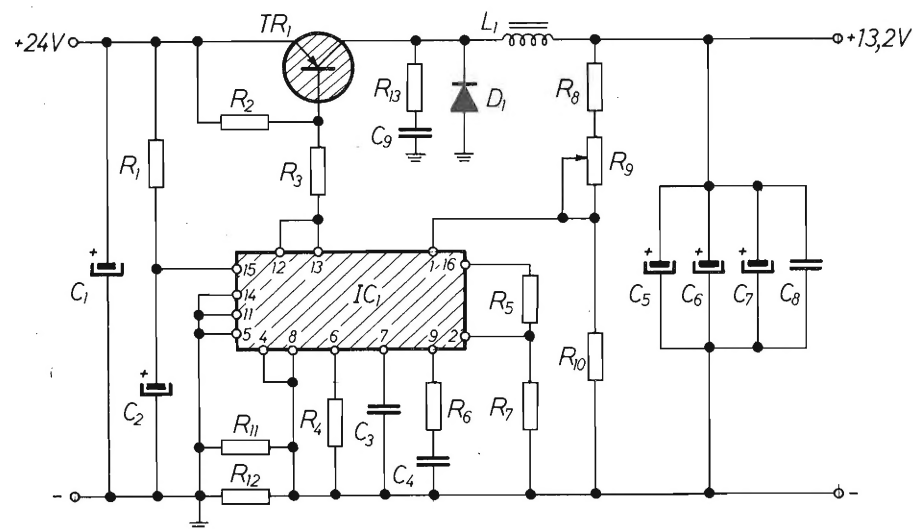 TR₁ L₁
+24V +13,2V
R₂ R₁₃ D₁ R₈
C₉
R₁ R₃ R₉
12 13 1 16
15
14 IC₁ R₅
11
5 4 8 6 7 9 2
C₁ C₅ C₆ C₇ C₈
R₁₀
C₂ R₄ C₃ R₆ R₇
R₁₁
C₄
R₁₂
+ + + + +
- -